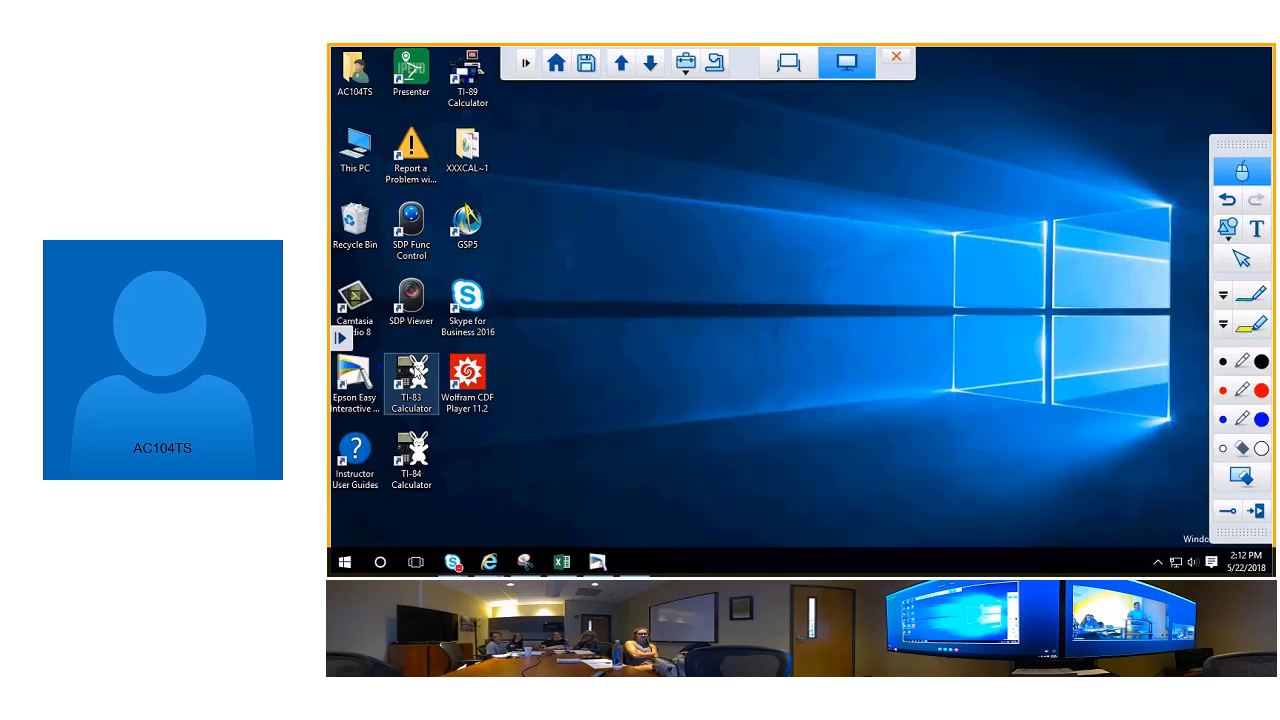 AC104TS
AC104TS
Presenter
TI-89
Calculator
This PC
Report a
Problem wi...
XXXCAL~1
Recycle Bin
SDP Func
Control
GSP5
Camtasia
dio 8
SDP Viewer
Skype for
Business 2016
Epson Easy
Interactive ...
TI-83
Calculator
Wolfram CDF
Player 11.2
Instructor
User Guides
TI-84
Calculator
T
Windo
2:12 PM
5/22/2018